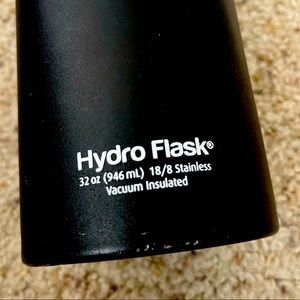 Hydro Flask®
32 oz (946 mL) 18/8 Stainless
Vacuum Insulated